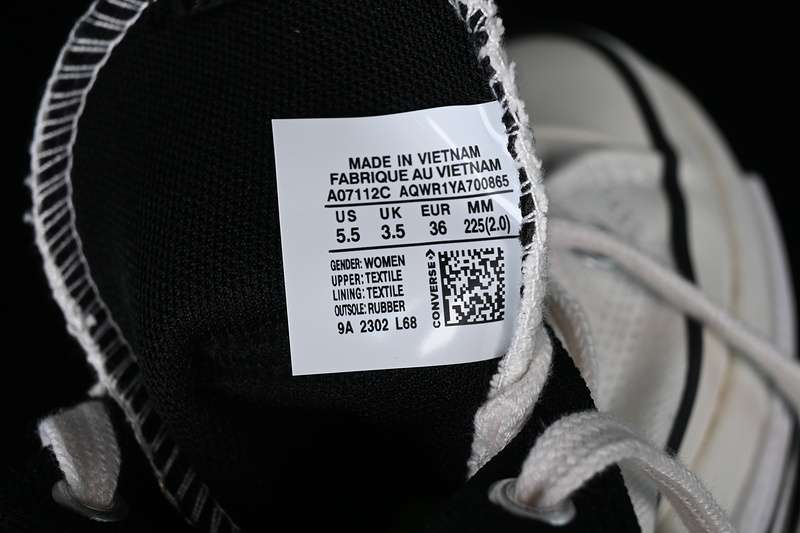 MADE IN VIETNAM
FABRIQUE AU VIETNAM
A07112C AQWR1YA700865
US UK EUR MM
5.5 3.5 36 225(2.0)
GENDER: WOMEN
UPPER: TEXTILE
LINING: TEXTILE
OUTSOLE: RUBBER
9A 2302 L68
CONVERSE